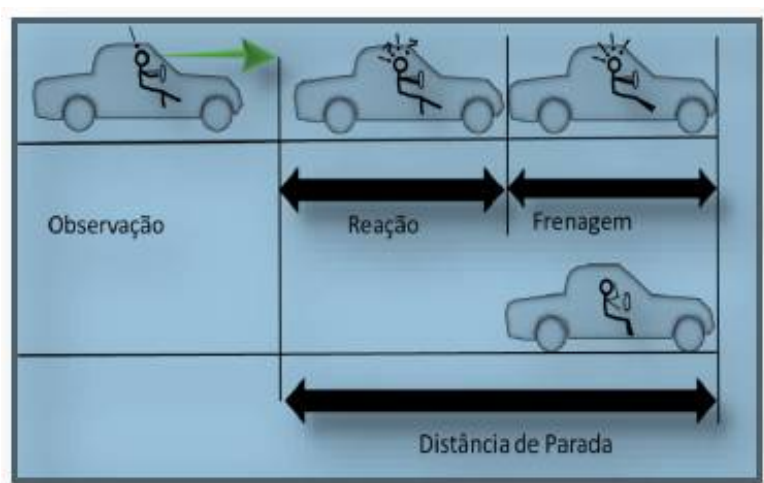 Observação
Reação
Frenagem
Distância de Parada